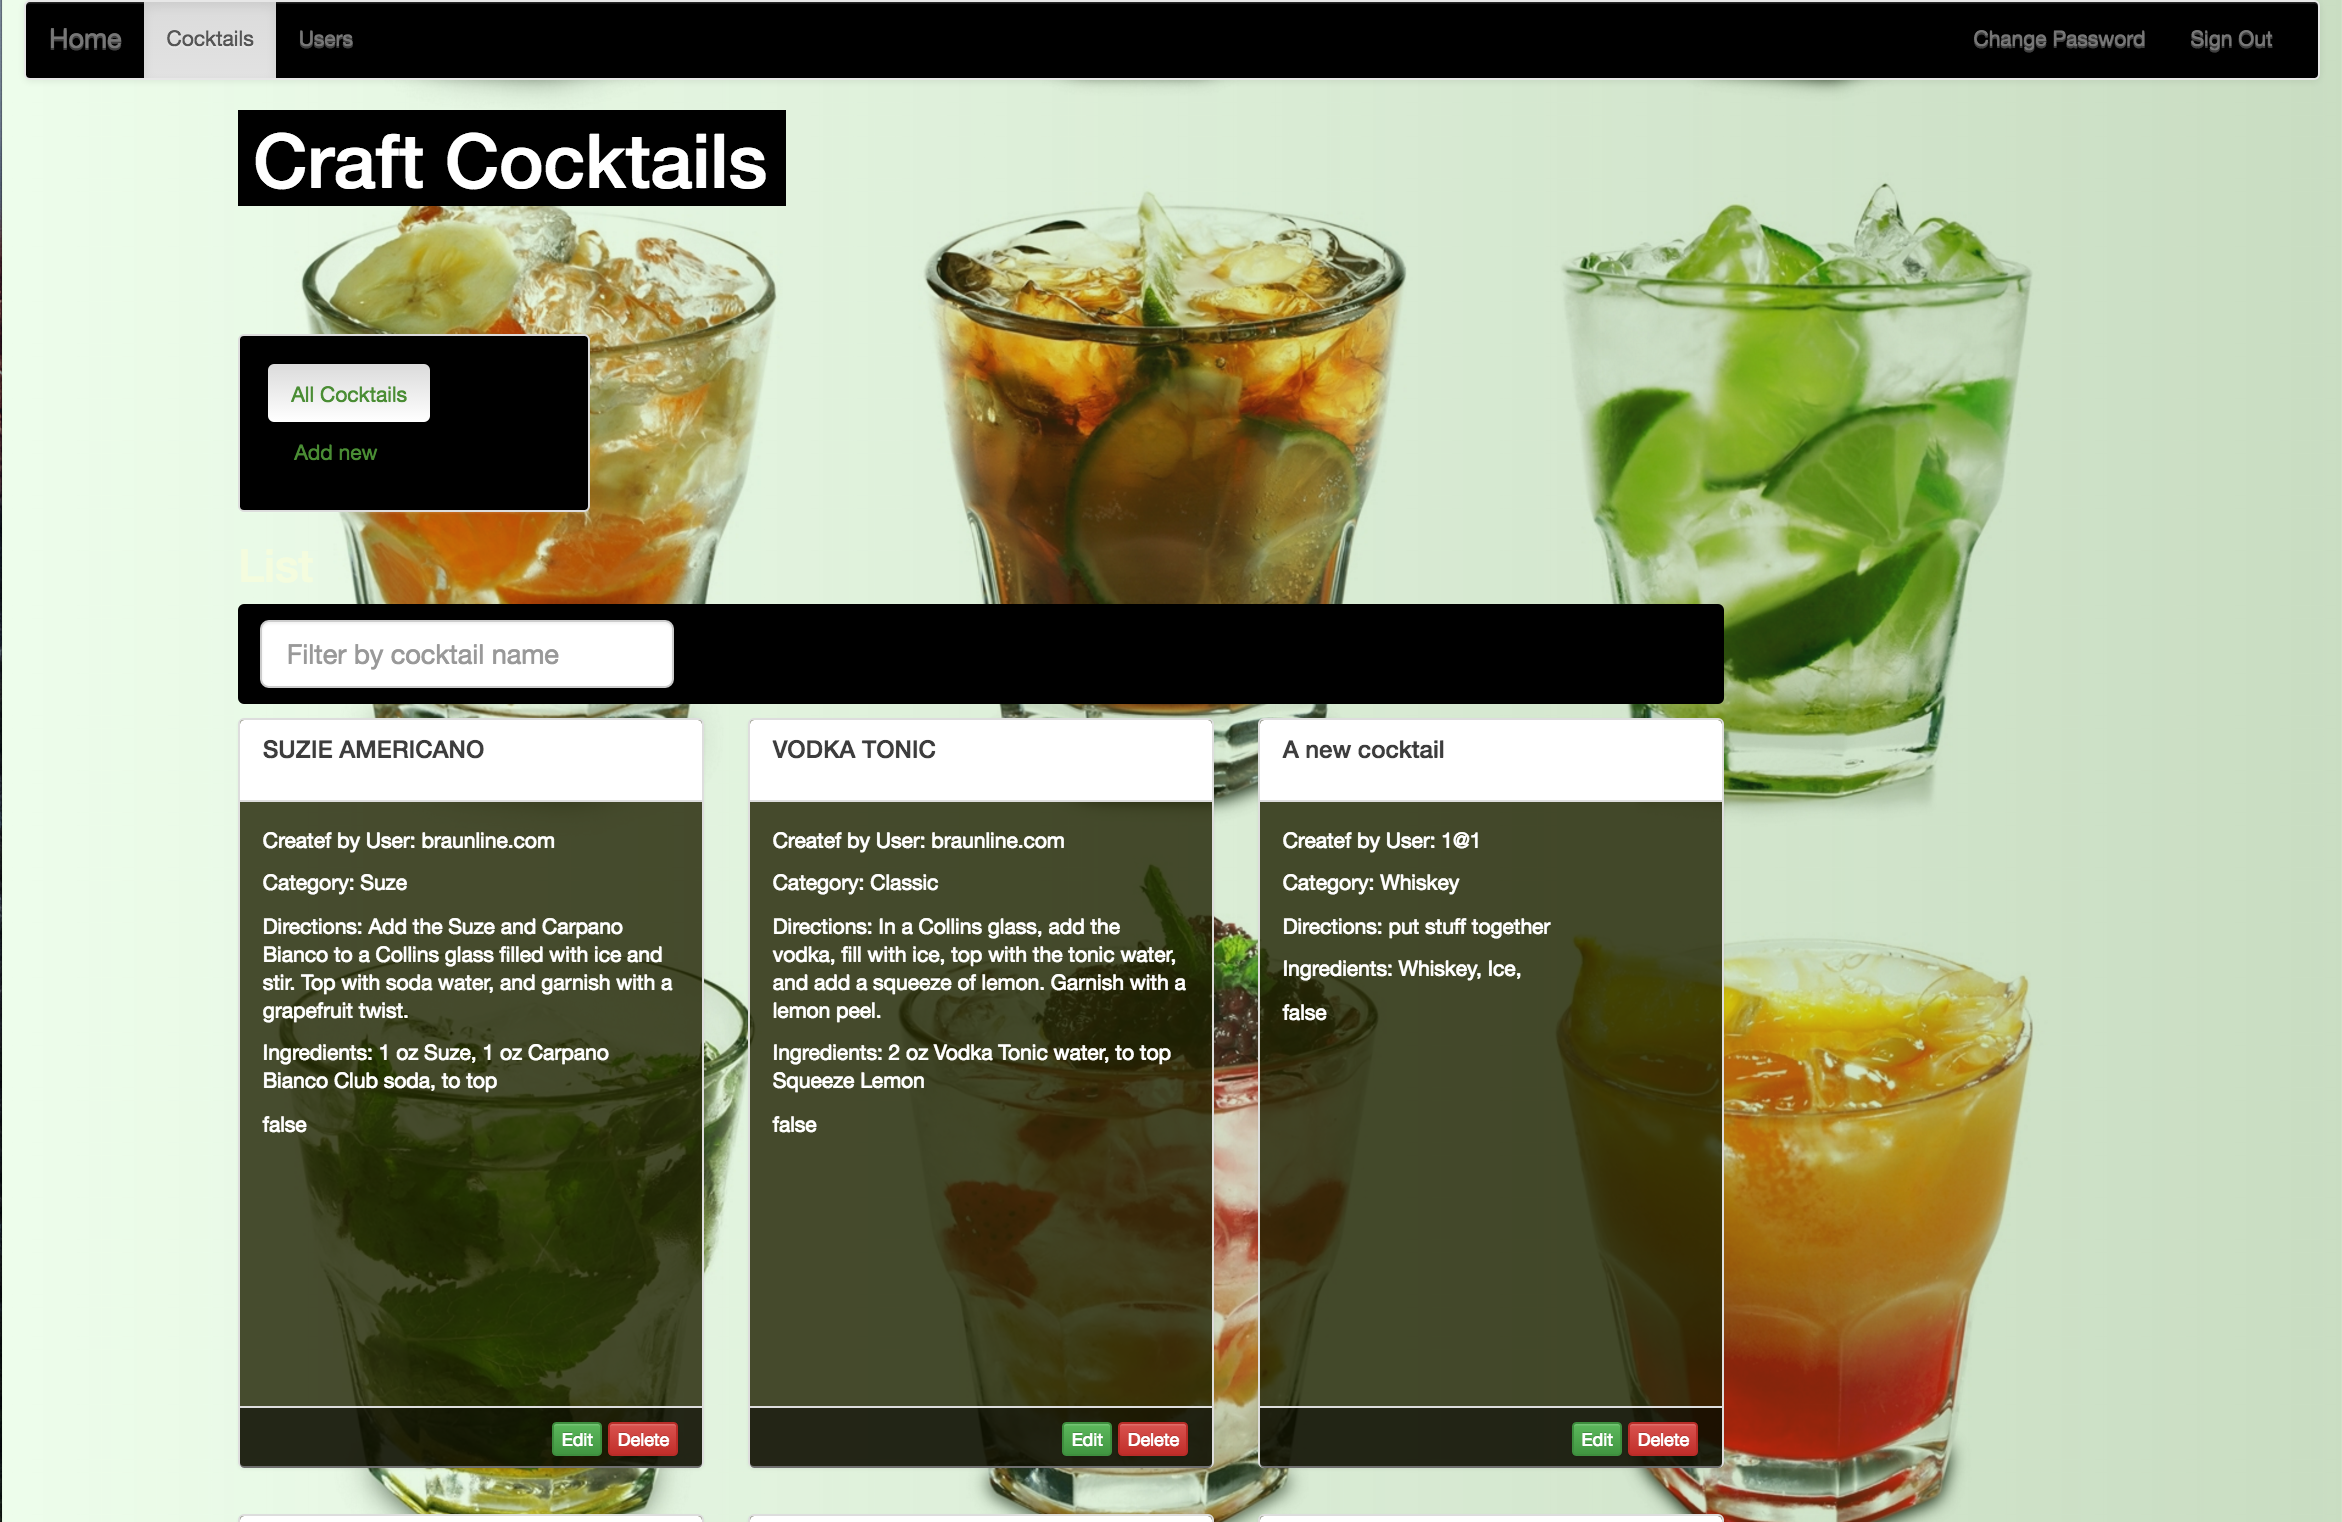 Home Cocktails Users Change Password Sign Out
Craft Cocktails
All Cocktails
Add new
List
Filter by cocktail name
SUZIE AMERICANO
Createf by User: braunline.com
Category: Suze
Directions: Add the Suze and Carpano
Bianco to a Collins glass filled with ice and
stir. Top with soda water, and garnish with a
grapefruit twist.
Ingredients: 1 oz Suze, 1 oz Carpano
Bianco Club soda, to top
false
Edit Delete
VODKA TONIC
Createf by User: braunline.com
Category: Classic
Directions: In a Collins glass, add the
vodka, fill with ice, top with the tonic water,
and add a squeeze of lemon. Garnish with a
lemon peel.
Ingredients: 2 oz Vodka Tonic water, to top
Squeeze Lemon
false
Edit Delete
A new cocktail
Createf by User: 1@1
Category: Whiskey
Directions: put stuff together
Ingredients: Whiskey, Ice,
false
Edit Delete